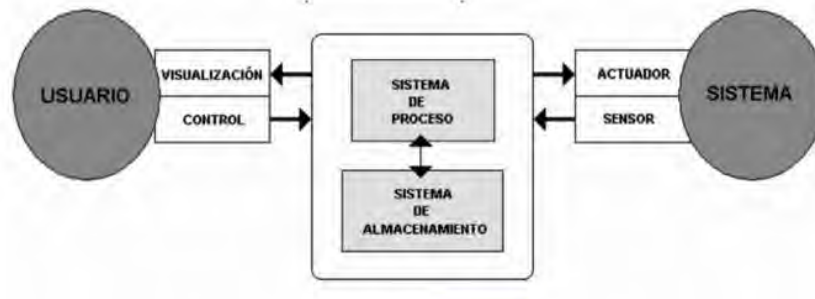 USUARIO
VISUALIZACIÓN
CONTROL
SISTEMA
DE
PROCESO
SISTEMA
DE
ALMACENAMIENTO
ACTUADOR
SENSOR
SISTEMA